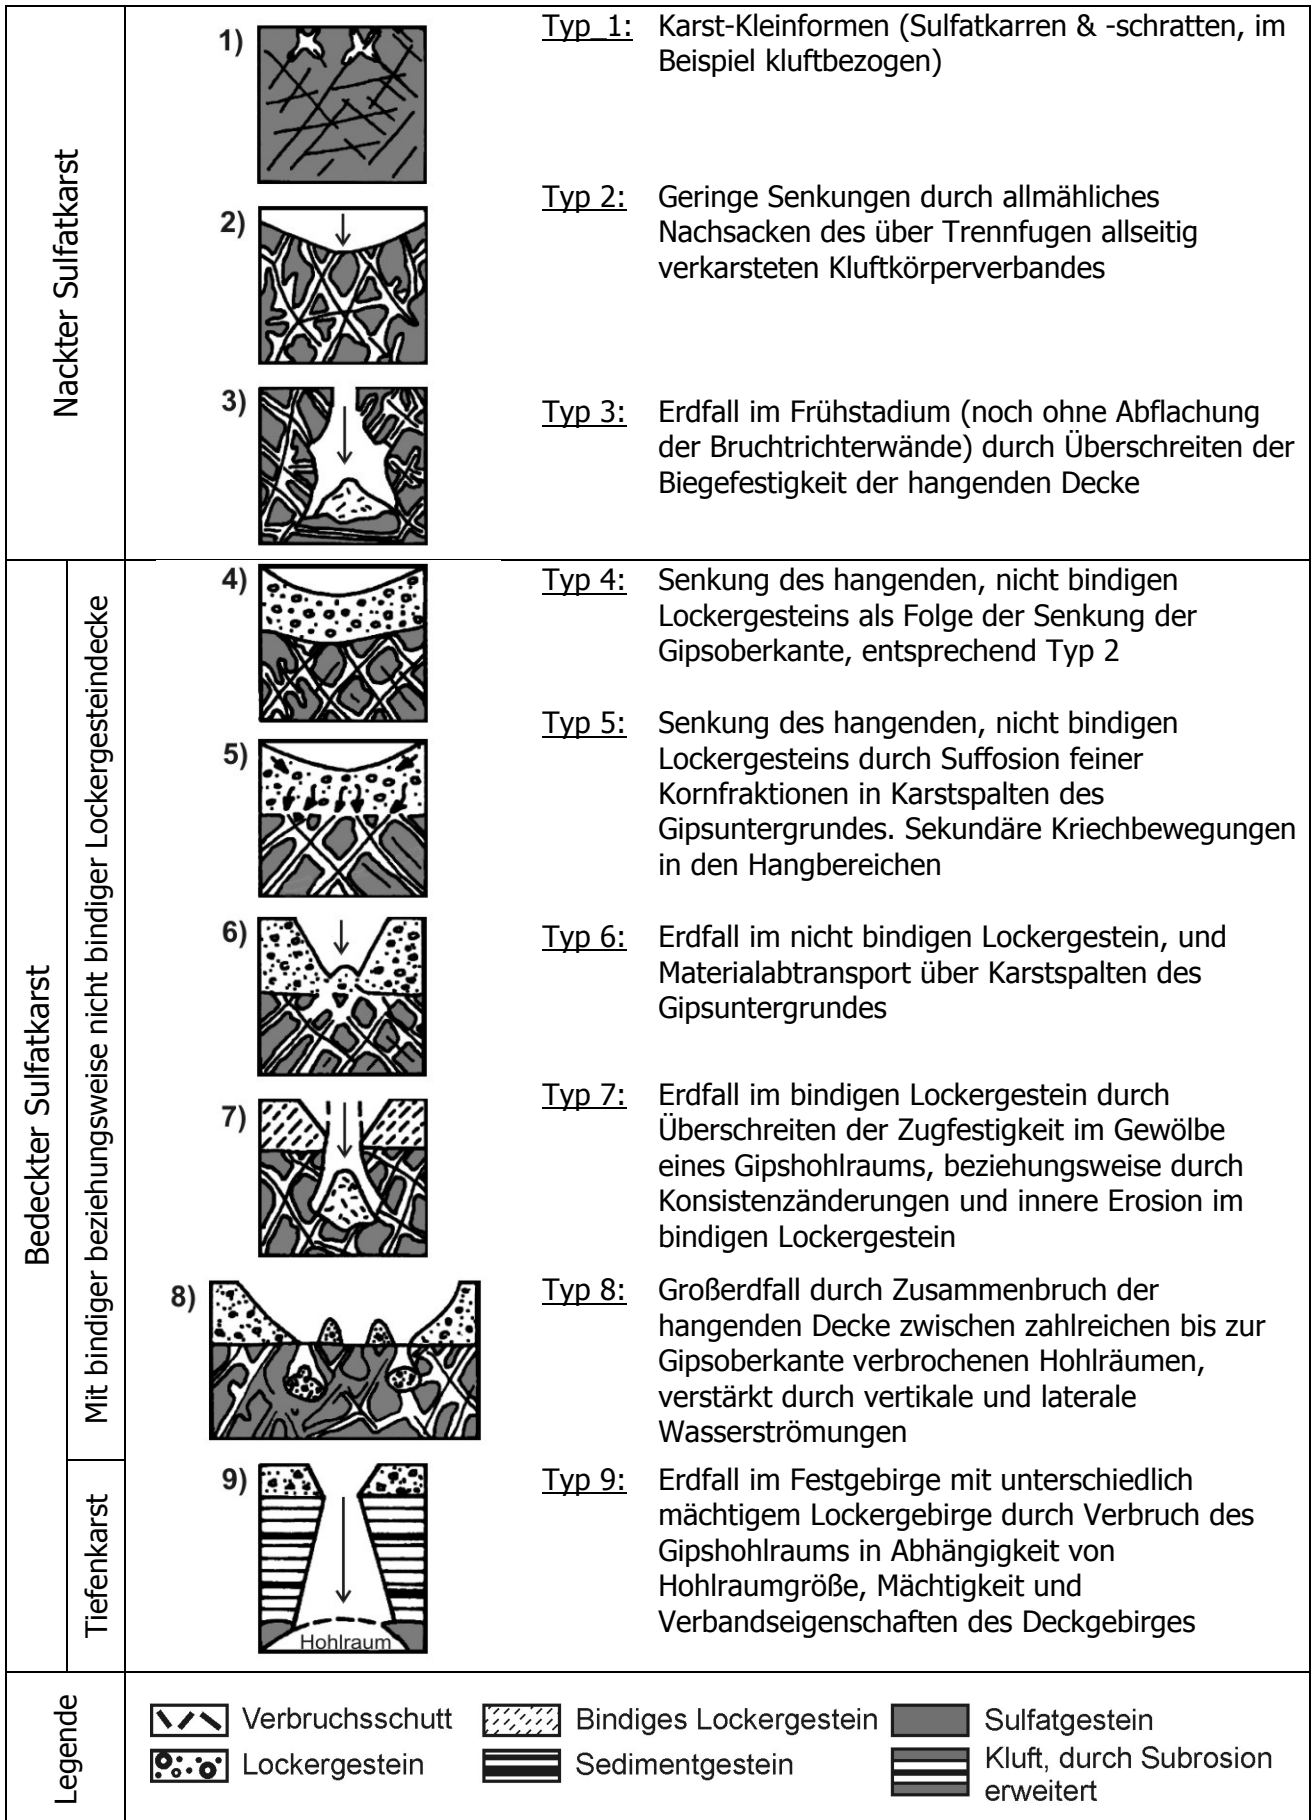 Nackter Sulfatkarst
1)
Typ_1: Karst-Kleinformen (Sulfatkarren & -schratten, im
Beispiel kluftbezogen)
2)
Typ 2: Geringe Senkungen durch allmähliches
Nachsacken des über Trennfugen allseitig
verkarsteten Kluftkörperverbandes
3)
Typ 3: Erdfall im Frühstadium (noch ohne Abflachung
der Bruchtrichterwände) durch Überschreiten der
Biegefestigkeit der hangenden Decke
Bedeckter Sulfatkarst
Mit bindiger beziehungsweise nicht bindiger Lockergesteindecke
4)
Typ 4: Senkung des hangenden, nicht bindigen
Lockergesteins als Folge der Senkung der
Gipsoberkante, entsprechend Typ 2
5)
Typ 5: Senkung des hangenden, nicht bindigen
Lockergesteins durch Suffosion feiner
Kornfraktionen in Karstspalten des
Gipsuntergrundes. Sekundäre Kriechbewegungen
in den Hangbereichen
6)
Typ 6: Erdfall im nicht bindigen Lockergestein, und
Materialabtransport über Karstspalten des
Gipsuntergrundes
7)
Typ 7: Erdfall im bindigen Lockergestein durch
Überschreiten der Zugfestigkeit im Gewölbe
eines Gipshohlraums, beziehungsweise durch
Konsistenzänderungen und innere Erosion im
bindigen Lockergestein
8)
Typ 8: Großerdfall durch Zusammenbruch der
hangenden Decke zwischen zahlreichen bis zur
Gipsoberkante verbrochenen Hohlräumen,
verstärkt durch vertikale und laterale
Wasserströmungen
Tiefenkarst
9)
Hohlraum
Typ 9: Erdfall im Festgebirge mit unterschiedlich
mächtigem Lockergebirge durch Verbruch des
Gipshohlraums in Abhängigkeit von
Hohlraumgröße, Mächtigkeit und
Verbandseigenschaften des Deckgebirges
Legende
Verbruchsschutt
Bindiges Lockergestein
Sulfatgestein
Lockergestein
Sedimentgestein
Kluft, durch Subrosion
erweitert